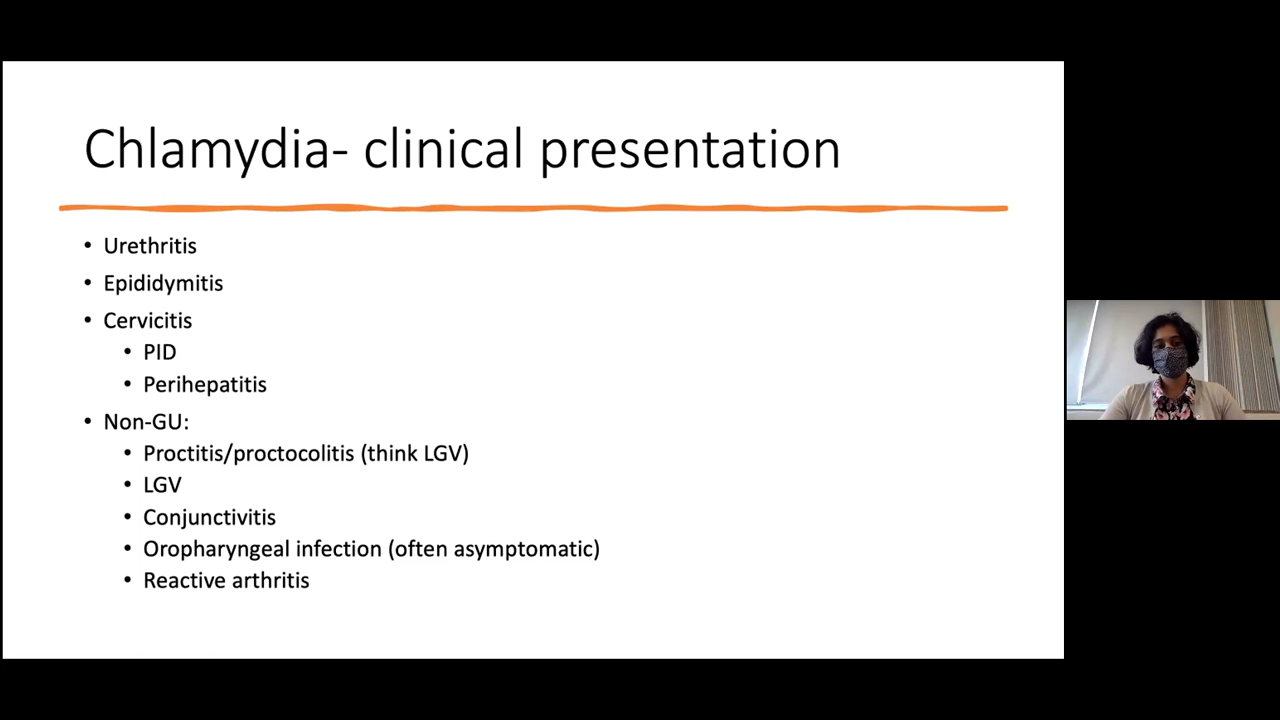 Chlamydia- clinical presentation
• Urethritis
• Epididymitis
• Cervicitis
• PID
• Perihepatitis
• Non-GU:
• Proctitis/proctocolitis (think LGV)
• LGV
• Conjunctivitis
• Oropharyngeal infection (often asymptomatic)
• Reactive arthritis